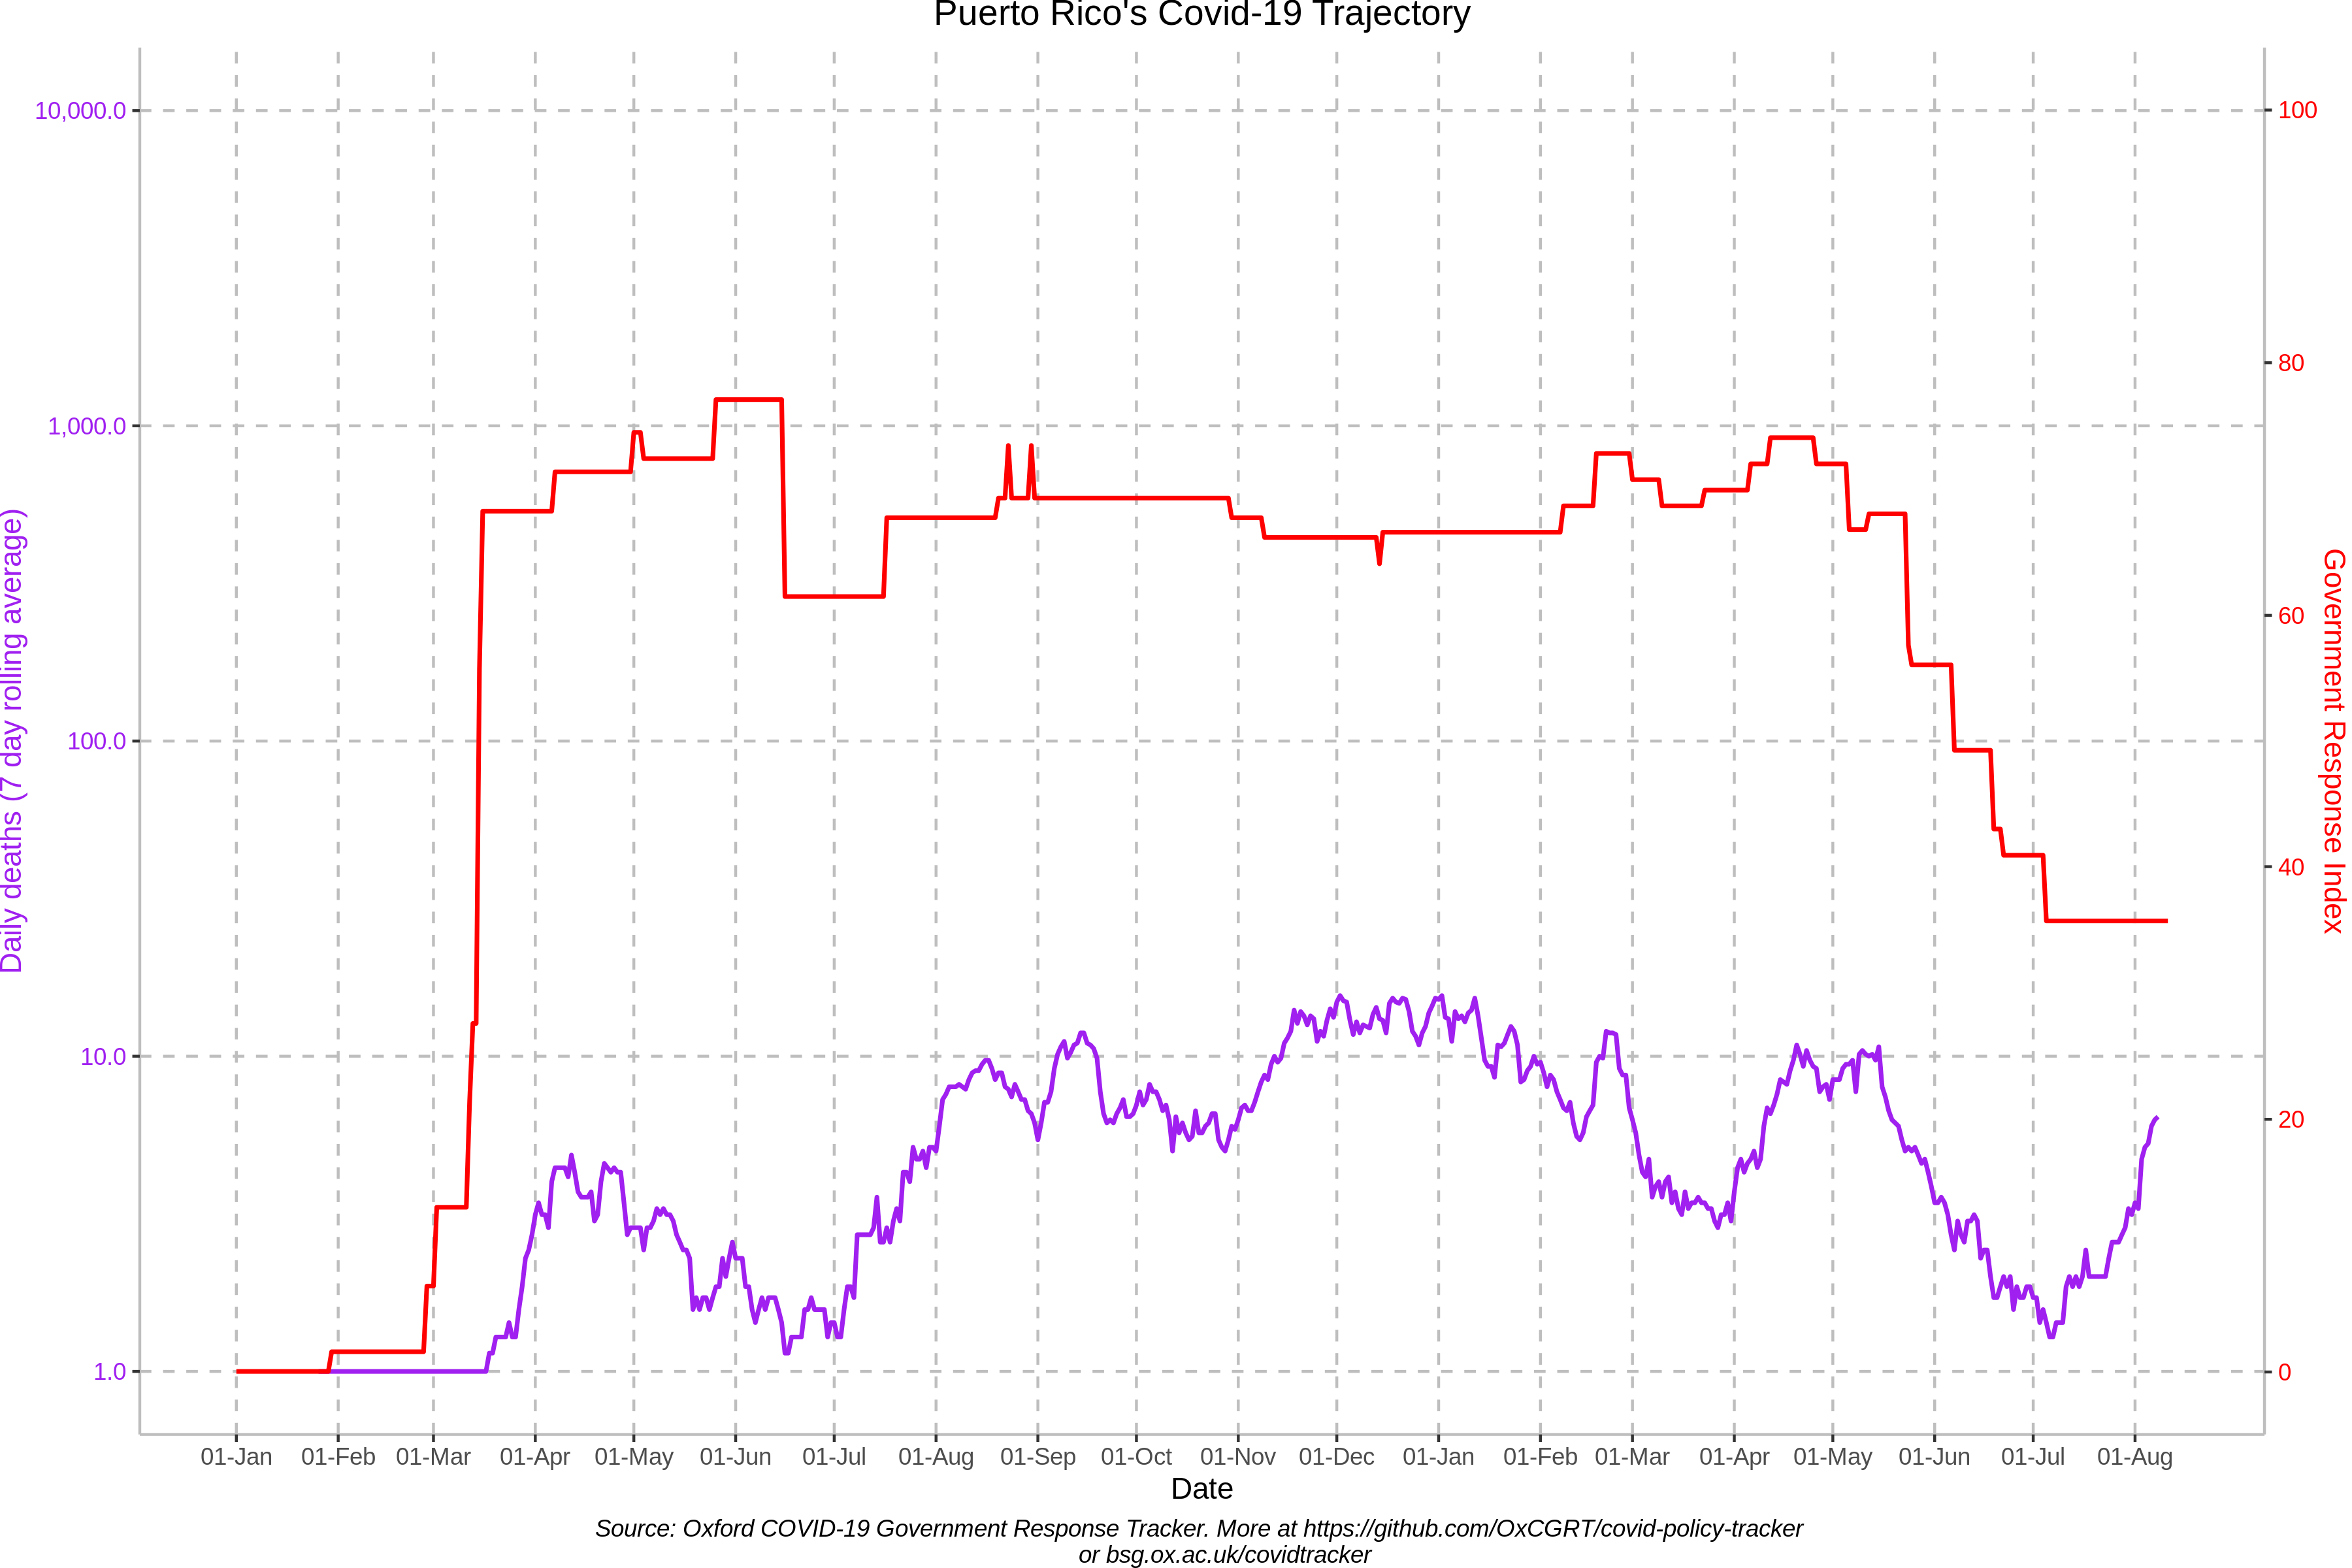 Puerto Rico's Covid-19 Trajectory
10,000.0
1,000.0
100.0
10.0
1.0
Daily deaths (7 day rolling average)
100
80
60
40
20
0
Government Response Index
01-Jan 01-Feb 01-Mar 01-Apr 01-May 01-Jun 01-Jul 01-Aug 01-Sep 01-Oct 01-Nov 01-Dec 01-Jan 01-Feb 01-Mar 01-Apr 01-May 01-Jun 01-Jul 01-Aug
Date
Source: Oxford COVID-19 Government Response Tracker. More at https://github.com/OxCGRT/covid-policy-tracker
or bsg.ox.ac.uk/covidtracker